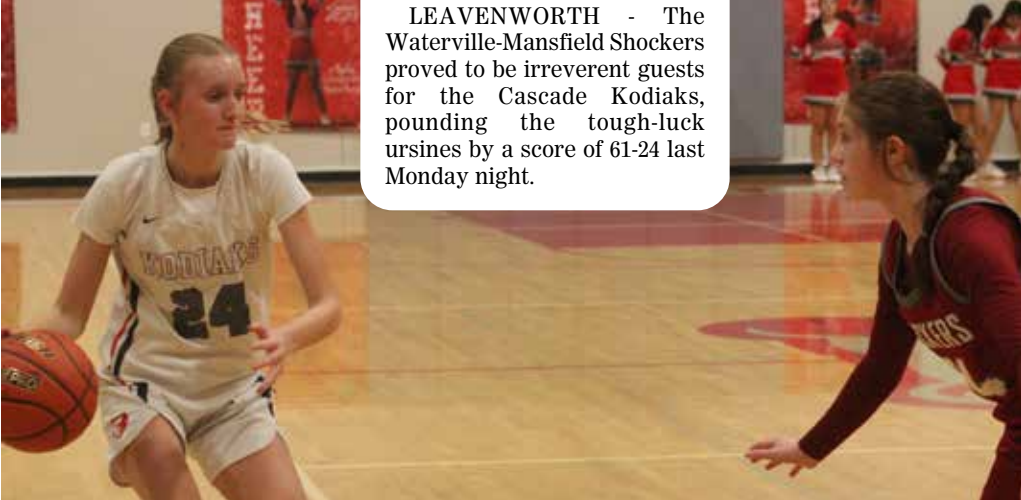 LEAVENWORTH - The
Waterville-Mansfield Shockers
proved to be irreverent guests
for the Cascade Kodiaks,
pounding the tough-luck
ursines by a score of 61-24 last
Monday night.
KODIAKS
24